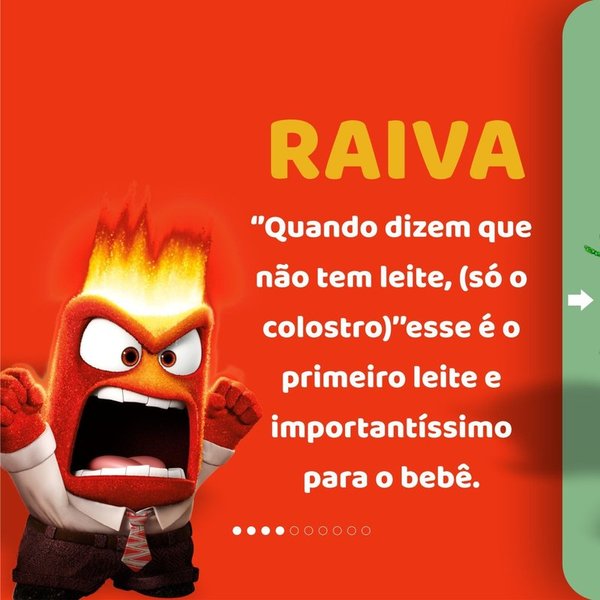 RAIVA
“Quando dizem que
não tem leite, (só o
colostro)”esse é o
primeiro leite e
importantíssimo
para o bebê.